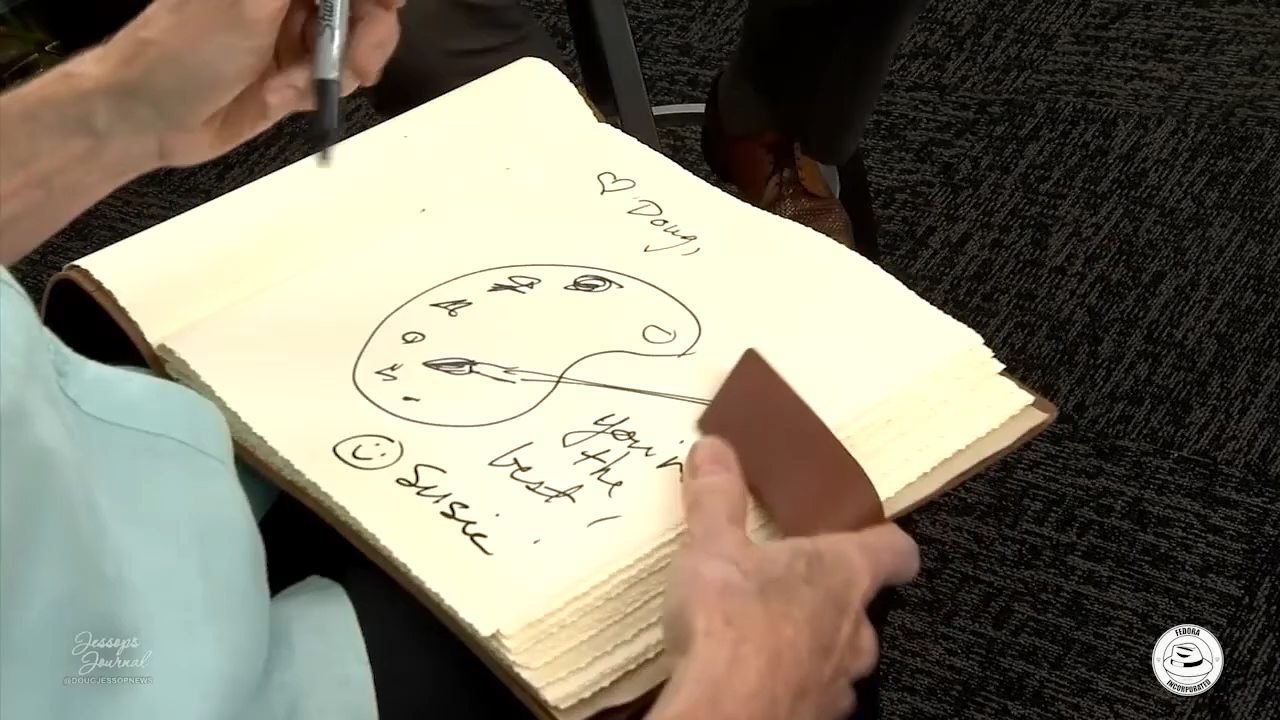 Doug,
you're
the
best!
Susie
Jessops
Journal
@DOUGJESSOPNEWS
FEDORA
INCORPORATED